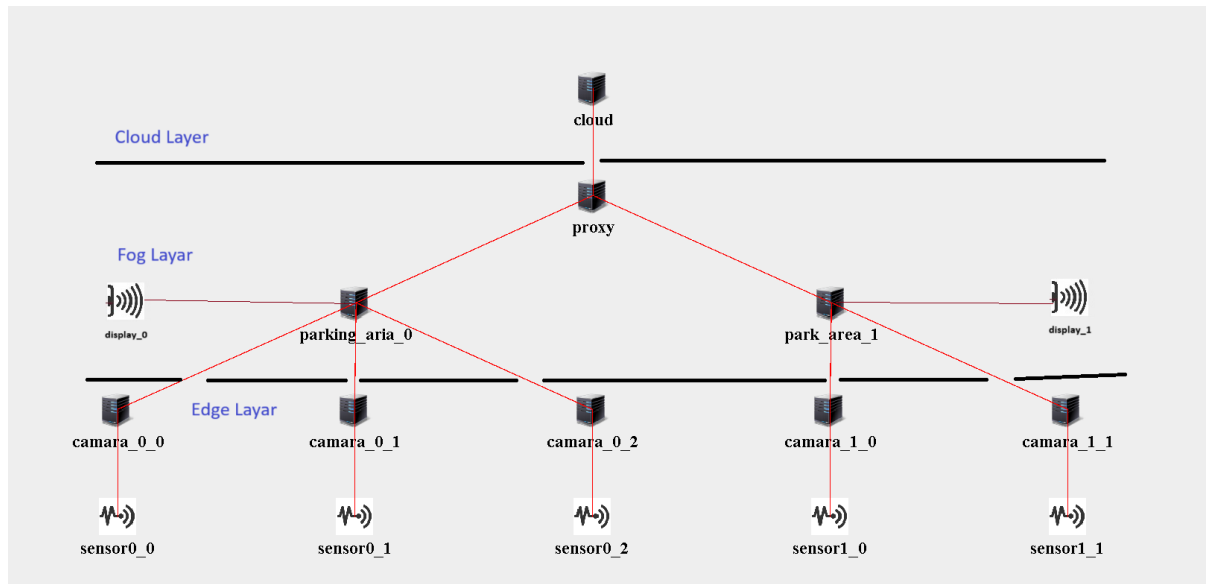 cloud
Cloud Layer
proxy
Fog Layar
display_0
parking_aria_0
park_area_1
display_1
Edge Layar
camara_0_0
camara_0_1
camara_0_2
camara_1_0
camara_1_1
sensor0_0
sensor0_1
sensor0_2
sensor1_0
sensor1_1